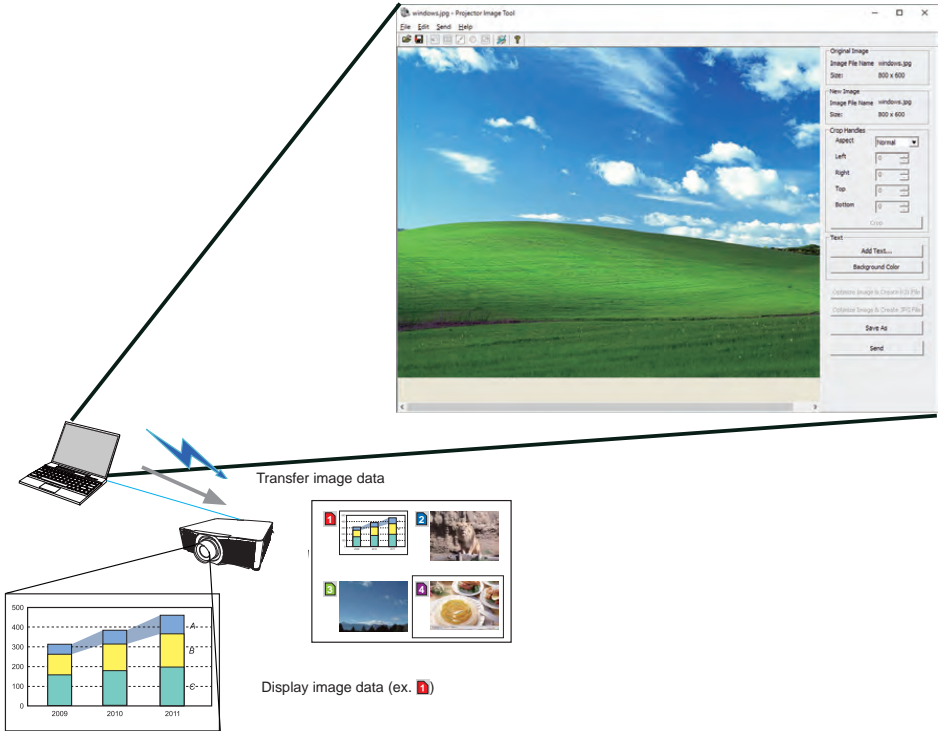 windows.jpg - Projector Image Tool
File Edit Send Help
Original Image
Image File Name windows.jpg
Size: 800 x 600
New Image
Image File Name windows.jpg
Size: 800 x 600
Crop Handles
Aspect Normal
Left 0
Right 0
Top 0
Bottom 0
Crop
Text
Add Text...
Background Color
Optimize Image & Create
Optimize Image & Create JPG File
Save As
Send
Transfer image data
1 2
3 4
500
400
300
200
100
0
A
B
C
2009 2010 2011
Display image data (ex. 1)